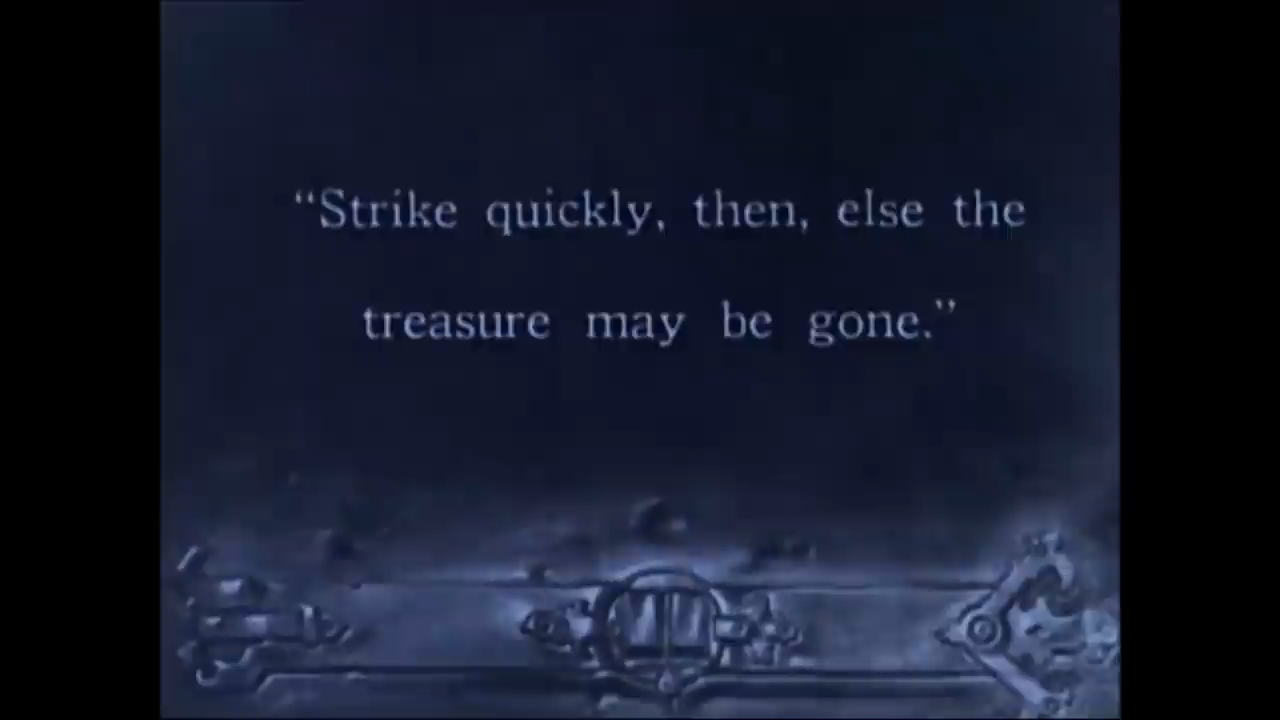 “Strike quickly, then, else the
treasure may be gone.”